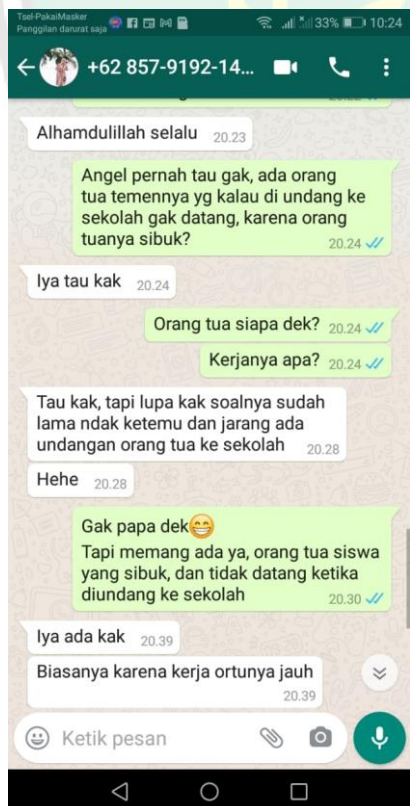 Tsel-PakaiMasker
Panggilan darurat saja
33% 10:24
+62 857-9192-14...
Alhamdulillah selalu 20.23
Angel pernah tau gak, ada orang
tua temennya yg kalau di undang ke
sekolah gak datang, karena orang
tuanya sibuk? 20.24
Iya tau kak 20.24
Orang tua siapa dek? 20.24
Kerjanya apa? 20.24
Tau kak, tapi lupa kak soalnya sudah
lama ndak ketemu dan jarang ada
undangan orang tua ke sekolah 20.28
Hehe 20.28
Gak papa dek😁
Tapi memang ada ya, orang tua siswa
yang sibuk, dan tidak datang ketika
diundang ke sekolah 20.30
Iya ada kak 20.39
Biasanya karena kerja ortunya jauh
20.39
Ketik pesan